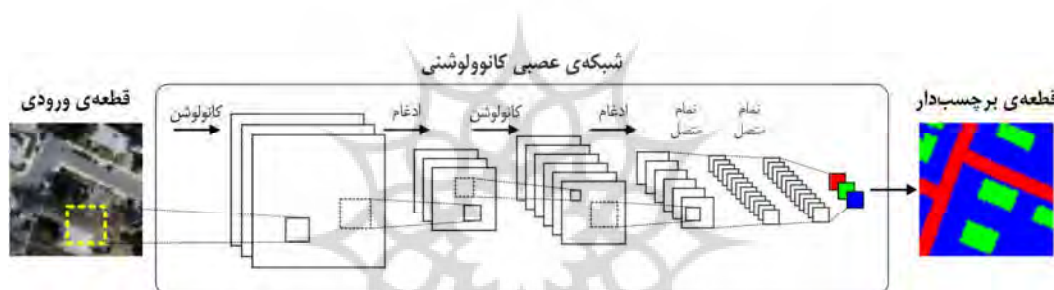 شبکه‌ی عصبی کانوولوشنی
قطعه‌ی برچسب‌دار
قطعه‌ی ورودی
کانولوشن
ادغام
کانولوشن
ادغام
تمام
متصل
تمام
متصل